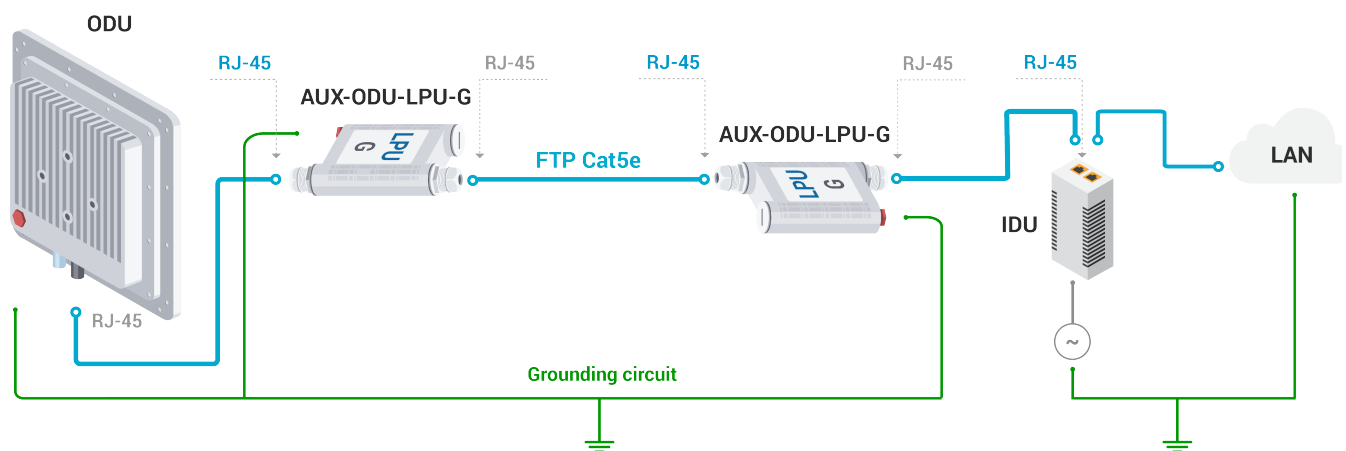 ODU
RJ-45
RJ-45
RJ-45
RJ-45
RJ-45
AUX-ODU-LPU-G
AUX-ODU-LPU-G
LPU
G
FTP Cat5e
LPU
G
LAN
IDU
RJ-45
~
Grounding circuit